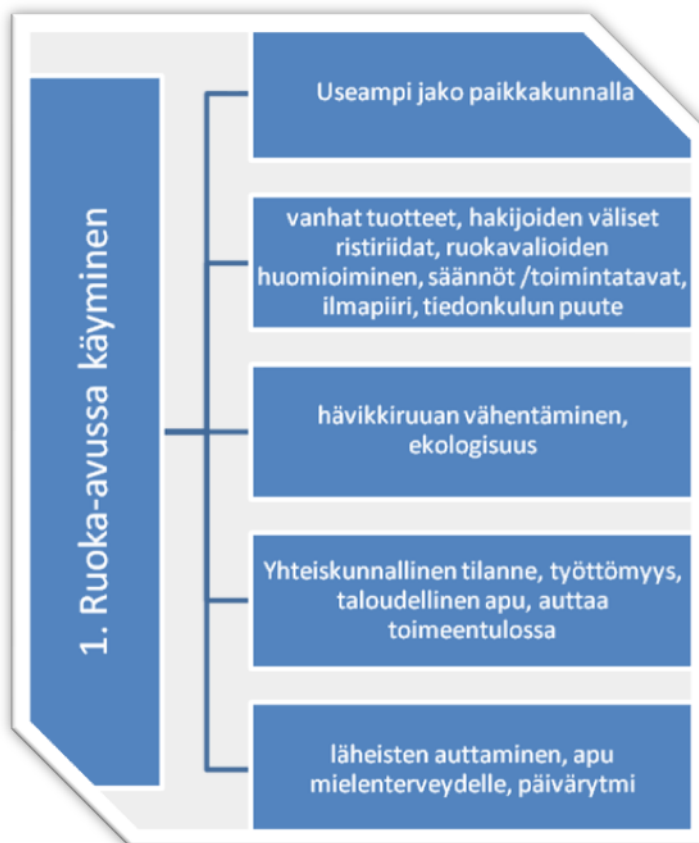 1. Ruoka-avussa käyminen
Useampi jako paikkakunnalla
vanhat tuotteet, hakijoiden väliset
ristiriidat, ruokavalioiden
huomioiminen, säännöt /toimintatavat,
ilmapiiri, tiedonkulun puute
hävikkiruuan vähentäminen,
ekologisuus
Yhteiskunnallinen tilanne, työttömyys,
taloudellinen apu, auttaa
toimeentulossa
läheisten auttaminen, apu
mielenterveydelle, päivärytmi